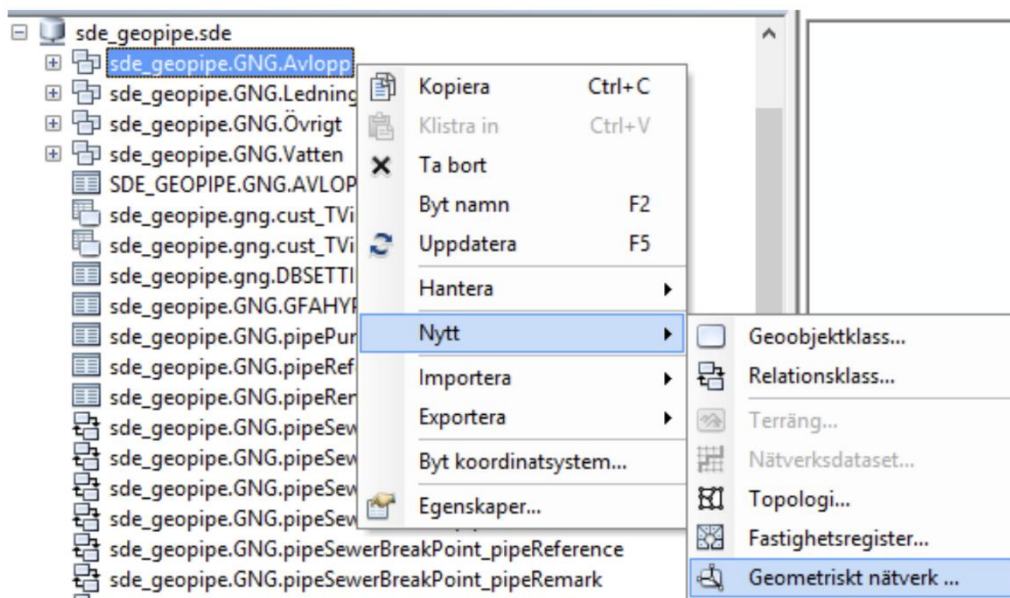 sde_geopipe.sde
sde_geopipe.GNG.Avlopp
sde_geopipe.GNG.Ledning
sde_geopipe.GNG.Övrigt
sde_geopipe.GNG.Vatten
SDE_GEOPIPE.GNG.AVLOP
sde_geopipe.gng.cust_TVi
sde_geopipe.gng.cust_TVi
sde_geopipe.gng.DBSETTI
sde_geopipe.GNG.GFAHYP
sde_geopipe.GNG.pipePur
sde_geopipe.GNG.pipeRef
sde_geopipe.GNG.pipeRer
sde_geopipe.GNG.pipeSew
sde_geopipe.GNG.pipeSew
sde_geopipe.GNG.pipeSew
sde_geopipe.GNG.pipeSew
sde_geopipe.GNG.pipeSewerBreakPoint_pipeReference
sde_geopipe.GNG.pipeSewerBreakPoint_pipeRemark
Kopiera Ctrl+C
Klistra in Ctrl+V
Ta bort
Byt namn F2
Uppdatera F5
Hantera
Nytt
Importera
Exportera
Byt koordinatsystem...
Egenskaper...
Geoobjektklass...
Relationsklass...
Terräng...
Nätverksdataset...
Topologi...
Fastighetsregister...
Geometriskt nätverk ...